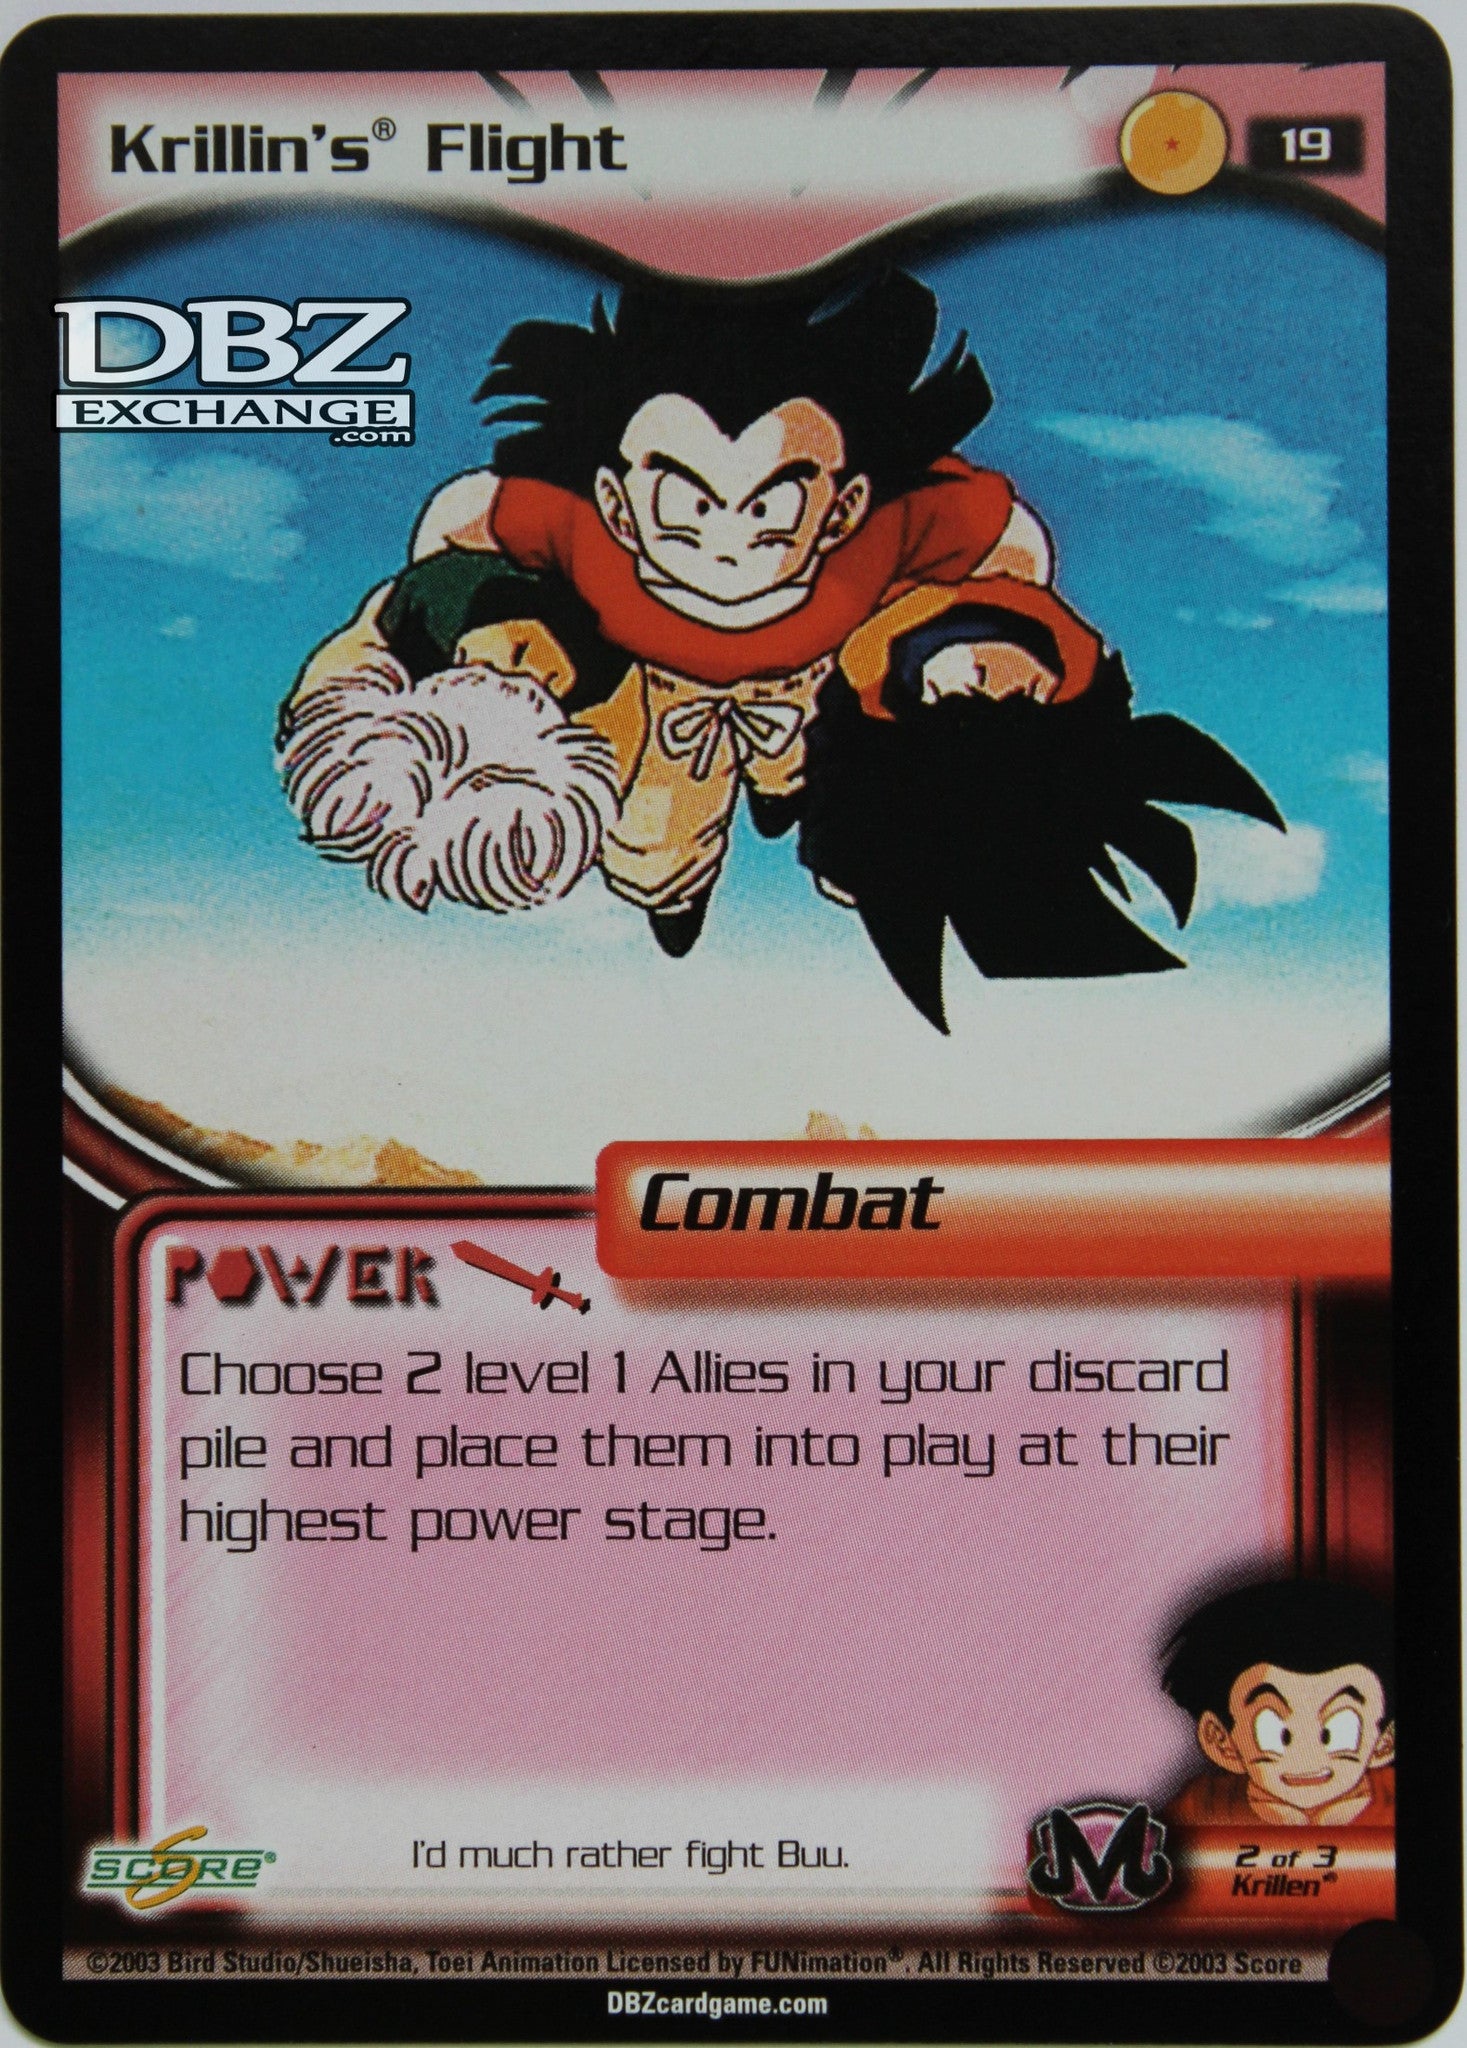 Krillin's® Flight
19
DBZ
EXCHANGE
.com
Combat
POWER
Choose 2 level 1 Allies in your discard
pile and place them into play at their
highest power stage.
SCORE®
I'd much rather fight Buu.
M
2 of 3
Krillen®
©2003 Bird Studio/Shueisha, Toei Animation Licensed by FUNimation®. All Rights Reserved ©2003 Score
DBZcardgame.com